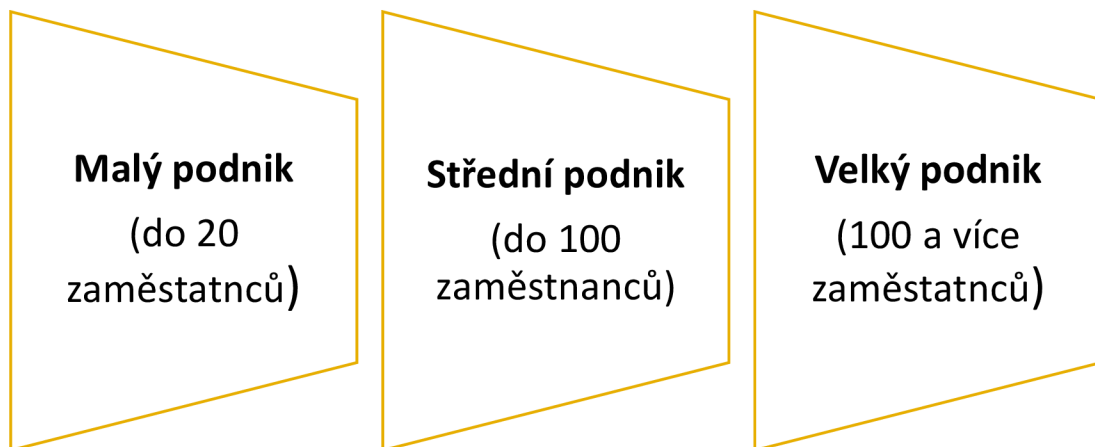 Malý podnik
(do 20
zaměstatnců)
Střední podnik
(do 100
zaměstnanců)
Velký podnik
(100 a více
zaměstatnců)